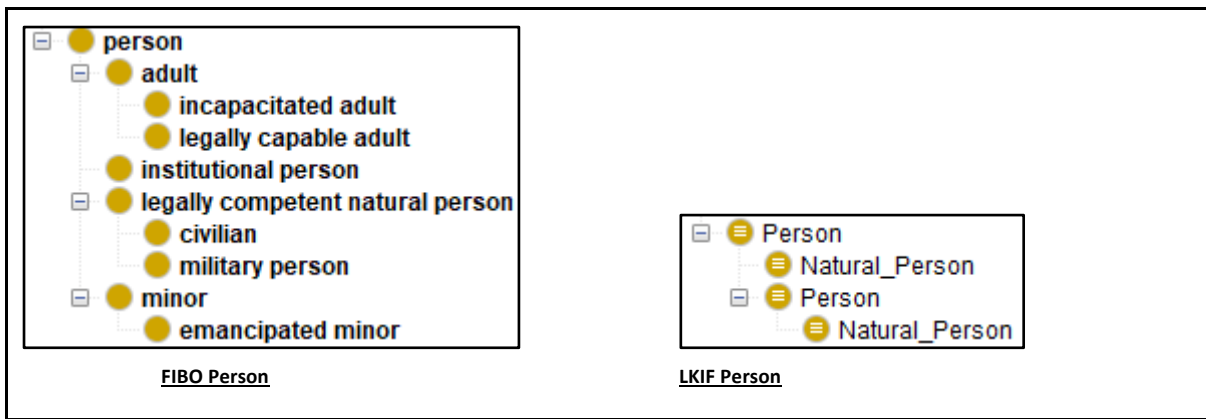 person
adult
incapacitated adult
legally capable adult
institutional person
legally competent natural person
civilian
military person
minor
emancipated minor
FIBO Person
Person
Natural_Person
Person
Natural_Person
LKIF Person